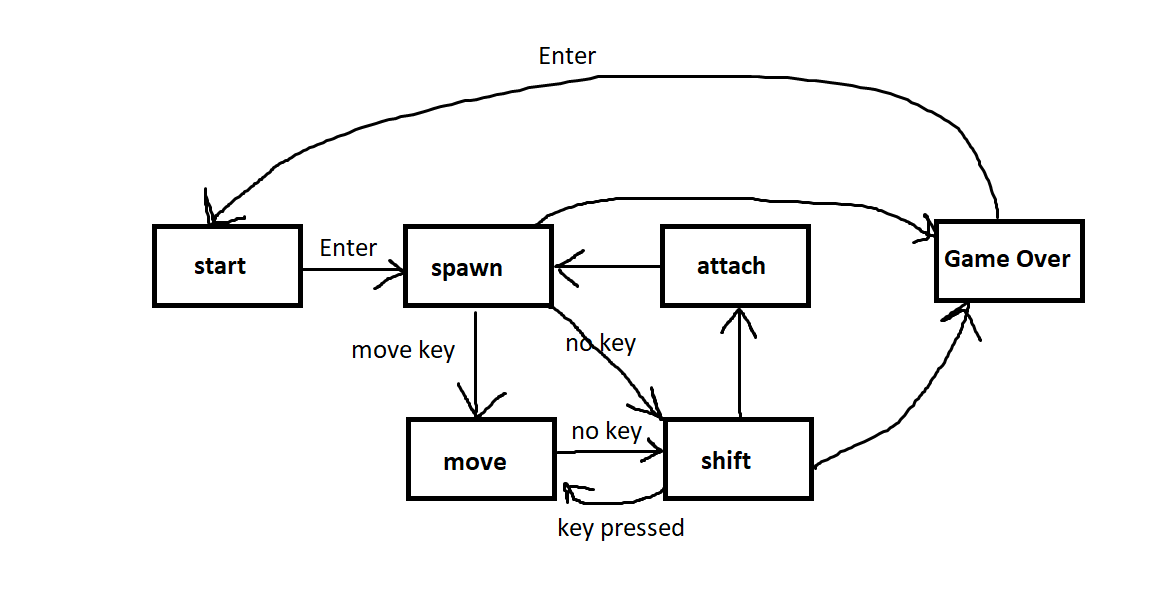 Enter
start
Enter
spawn
attach
Game Over
move key
no key
move
no key
shift
key pressed